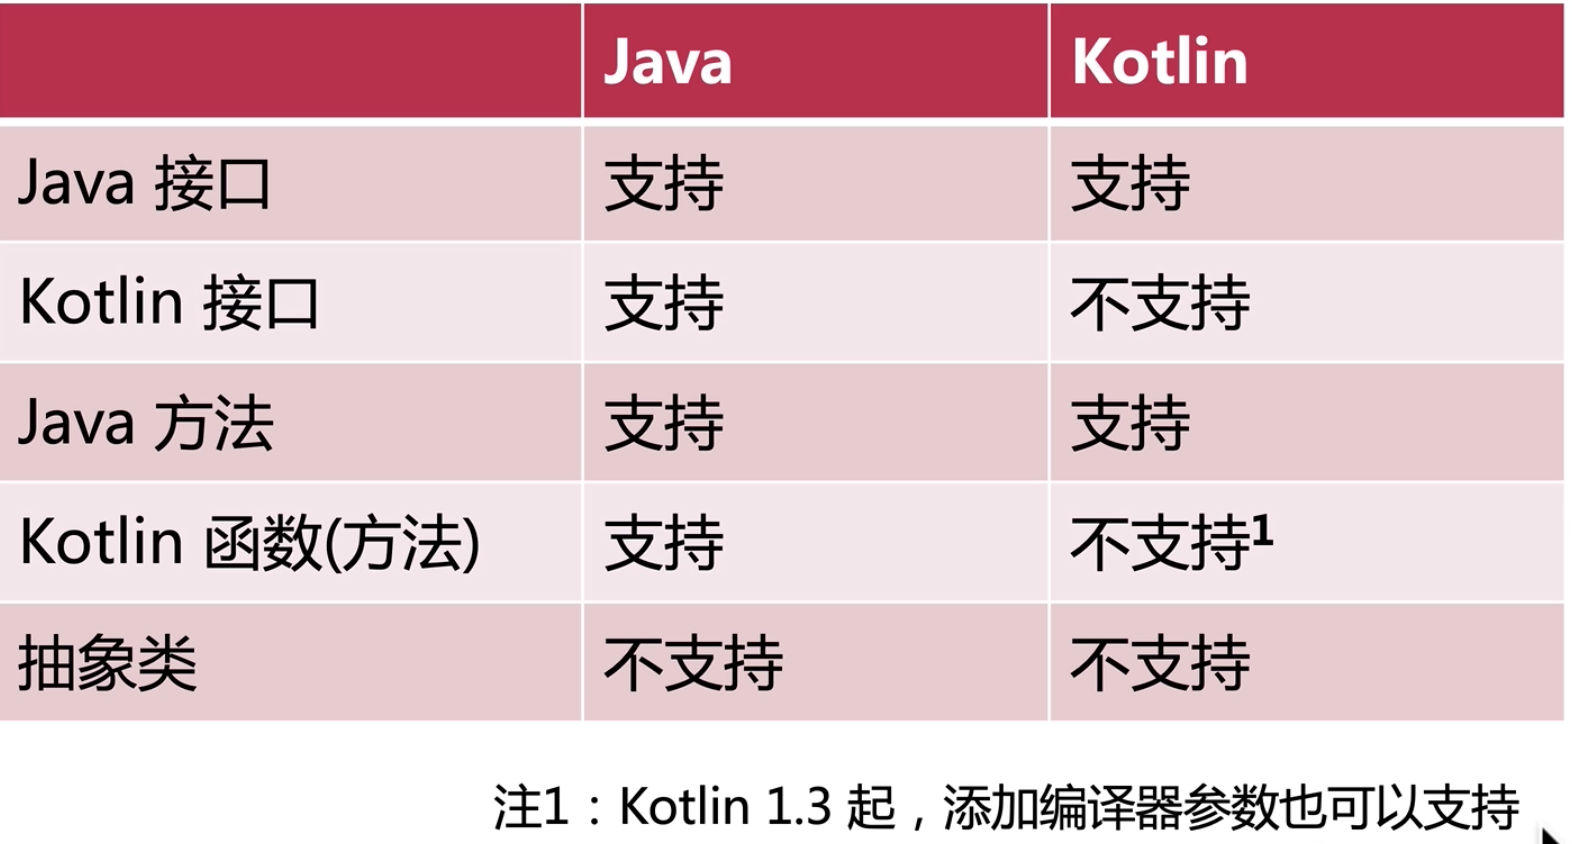 Java Kotlin
Java 接口 支持 支持
Kotlin 接口 支持 不支持
Java 方法 支持 支持
Kotlin 函数(方法) 支持 不支持1
抽象类 不支持 不支持
注1：Kotlin 1.3 起，添加编译器参数也可以支持